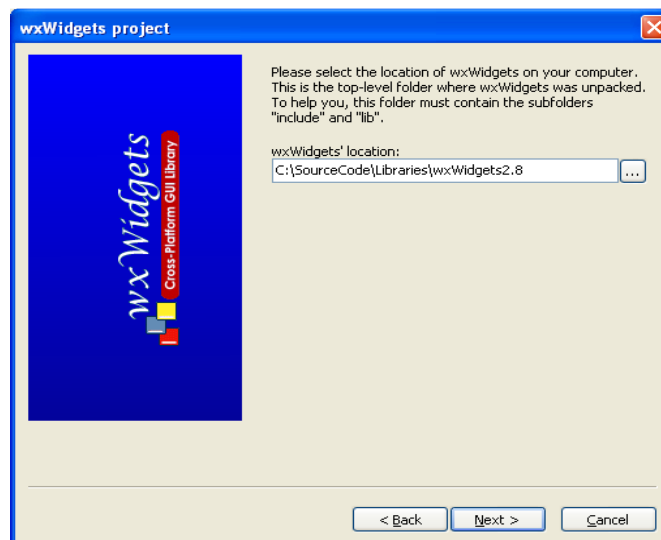 wxWidgets project
wxWidgets
Cross-Platform GUI Library
Please select the location of wxWidgets on your computer.
This is the top-level folder where wxWidgets was unpacked.
To help you, this folder must contain the subfolders
"include" and "lib".
wxWidgets' location:
C:\SourceCode\Libraries\wxWidgets2.8
...
< Back
Next >
Cancel